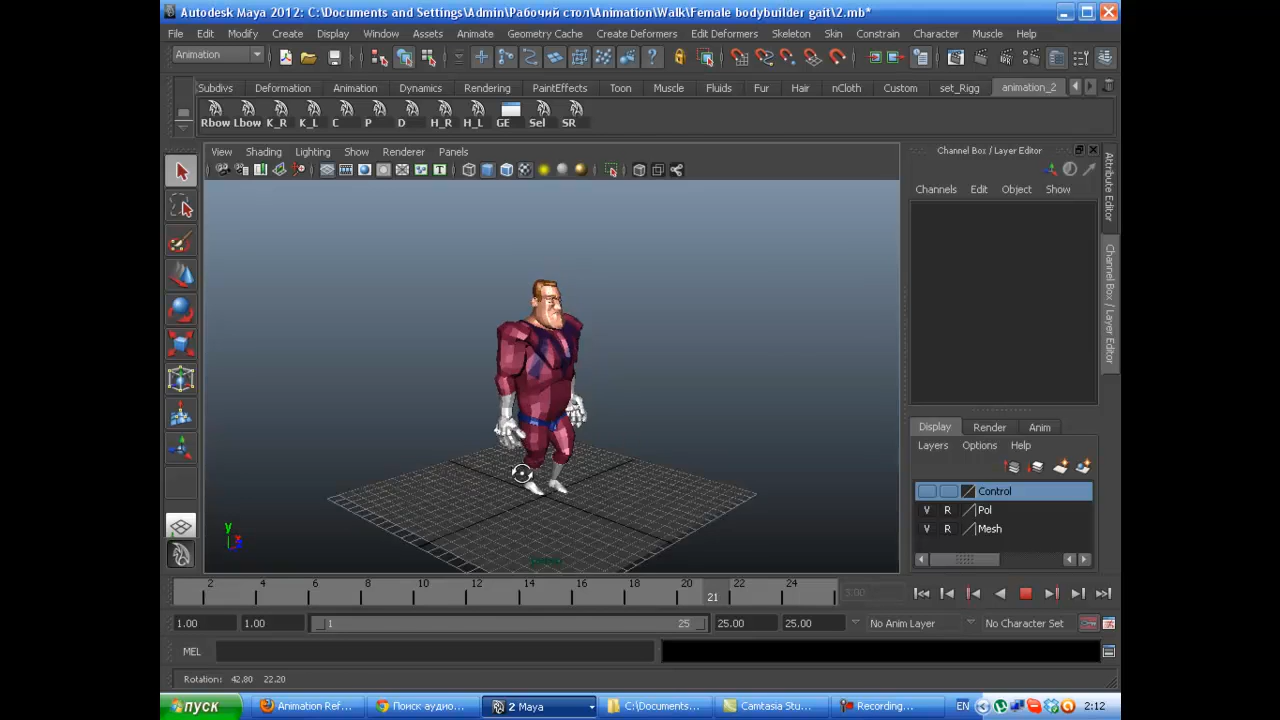 Autodesk Maya 2012: C:\Documents and Settings\Admin\Рабочий стол\Animation\Walk\Female bodybuilder gait\2.mb*
File Edit Modify Create Display Window Assets Animate Geometry Cache Create Deformers Edit Deformers Skeleton Skin Constrain Character Muscle Help
Animation
Subdivs Deformation Animation Dynamics Rendering PaintEffects Toon Muscle Fluids Fur Hair nCloth Custom set_Rigg animation_2
Rbow Lbow K_R K_L C P D H_R H_L GE Sel SR
View Shading Lighting Show Renderer Panels
Channel Box / Layer Editor
Channels Edit Object Show
Attribute Editor
Channel Box / Layer Editor
Display Render Anim
Layers Options Help
Control
V R Pol
V R Mesh
y
z
persp
2 4 6 8 10 12 14 16 18 20 21 22 24
3.00
1.00 1.00 1 25 25.00 25.00 No Anim Layer No Character Set
MEL
Rotation: 42.80 22.20
пуск Animation Ref... Поиск аудио... 2 Maya C:\Documents... Camtasia Stu... Recording... EN 2:12